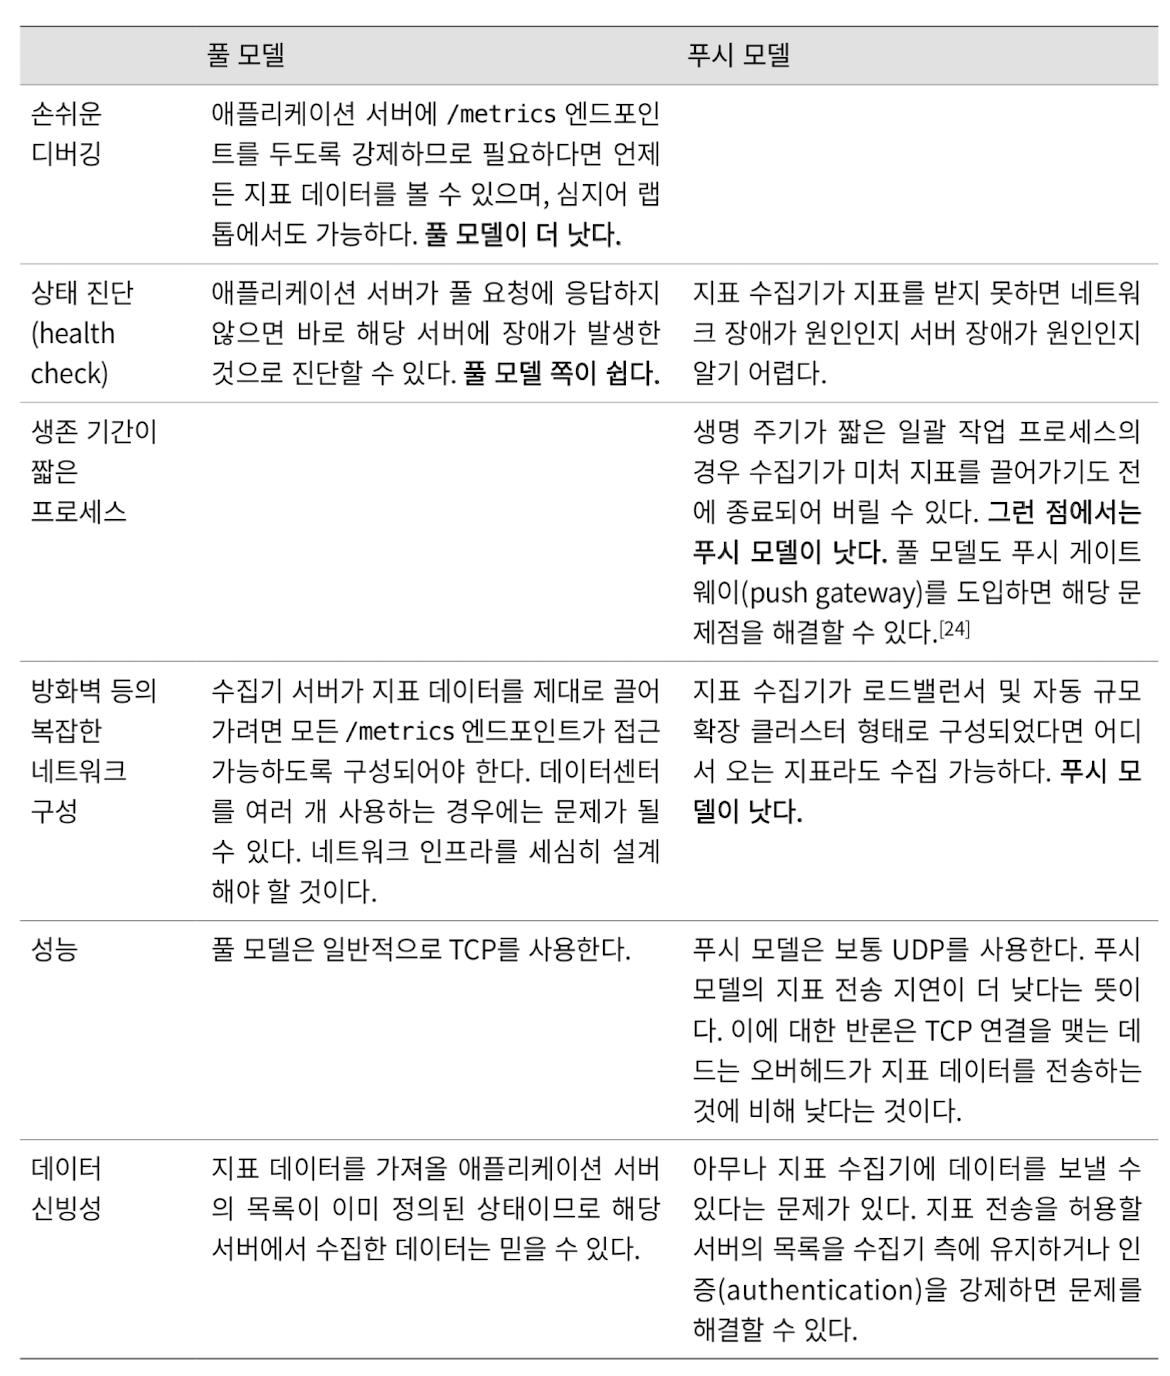 풀 모델
푸시 모델
손쉬운
디버깅
애플리케이션 서버에 /metrics 엔드포인
트를 두도록 강제하므로 필요하다면 언제
든 지표 데이터를 볼 수 있으며, 심지어 랩
톱에서도 가능하다. 풀 모델이 더 낫다.
상태 진단
(health
check)
애플리케이션 서버가 풀 요청에 응답하지
않으면 바로 해당 서버에 장애가 발생한
것으로 진단할 수 있다. 풀 모델 쪽이 쉽다.
지표 수집기가 지표를 받지 못하면 네트워
크 장애가 원인인지 서버 장애가 원인인지
알기 어렵다.
생존 기간이
짧은
프로세스
생명 주기가 짧은 일괄 작업 프로세스의
경우 수집기가 미처 지표를 끌어가기도 전
에 종료되어 버릴 수 있다. 그런 점에서는
푸시 모델이 낫다. 풀 모델도 푸시 게이트
웨이(push gateway)를 도입하면 해당 문
제점을 해결할 수 있다.[24]
방화벽 등의
복잡한
네트워크
구성
수집기 서버가 지표 데이터를 제대로 끌어
가려면 모든 /metrics 엔드포인트가 접근
가능하도록 구성되어야 한다. 데이터센터
를 여러 개 사용하는 경우에는 문제가 될
수 있다. 네트워크 인프라를 세심히 설계
해야 할 것이다.
지표 수집기가 로드밸런서 및 자동 규모
확장 클러스터 형태로 구성되었다면 어디
서 오는 지표라도 수집 가능하다. 푸시 모
델이 낫다.
성능
풀 모델은 일반적으로 TCP를 사용한다.
푸시 모델은 보통 UDP를 사용한다. 푸시
모델의 지표 전송 지연이 더 낮다는 뜻이
다. 이에 대한 반론은 TCP 연결을 맺는 데
드는 오버헤드가 지표 데이터를 전송하는
것에 비해 낮다는 것이다.
데이터
신빙성
지표 데이터를 가져올 애플리케이션 서버
의 목록이 이미 정의된 상태이므로 해당
서버에서 수집한 데이터는 믿을 수 있다.
아무나 지표 수집기에 데이터를 보낼 수
있다는 문제가 있다. 지표 전송을 허용할
서버의 목록을 수집기 측에 유지하거나 인
증(authentication)을 강제하면 문제를
해결할 수 있다.